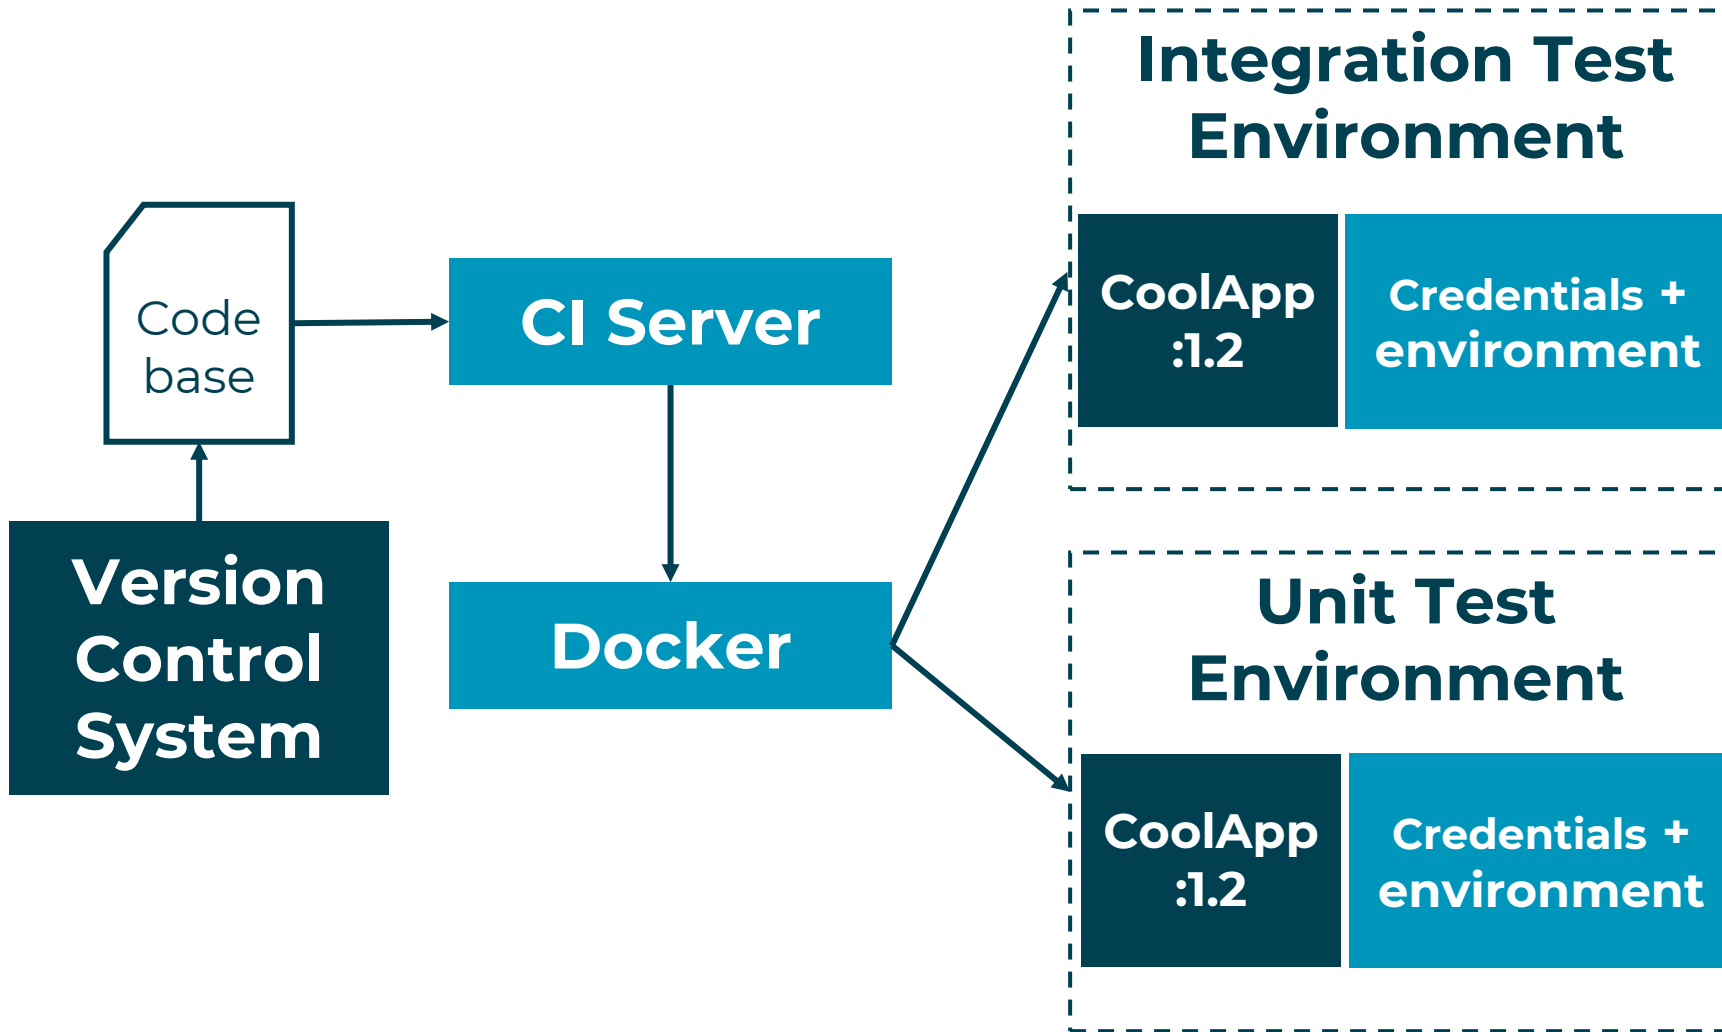 Integration Test
Environment
CoolApp
:1.2
Credentials +
environment
Code
base
CI Server
Version
Control
System
Docker
Unit Test
Environment
CoolApp
:1.2
Credentials +
environment